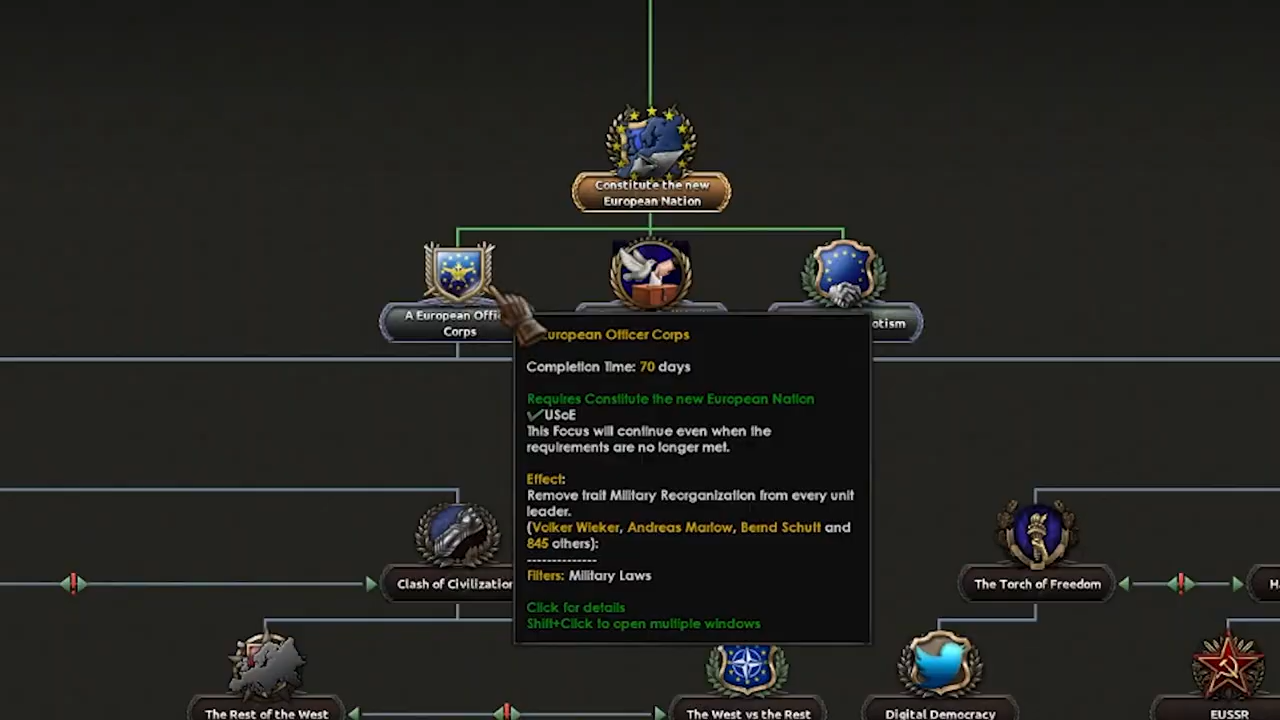 Constitute the new
European Nation
A European
Corps
otism
European Officer Corps
Completion Time: 70 days
Requires Constitute the new European Nation
USoE
This Focus will continue even when the
requirements are no longer met.
Effect:
Remove trait Military Reorganization from every unit
leader.
(Volker Wieker, Andreas Marlow, Bernd Schutt and
845 others):
--------------
Filters: Military Laws
Click for details
Shift+Click to open multiple windows
Clash of Civilization
The Torch of Freedom
The Rest of the West
The West vs the Rest
Digital Democracy
EUSSR